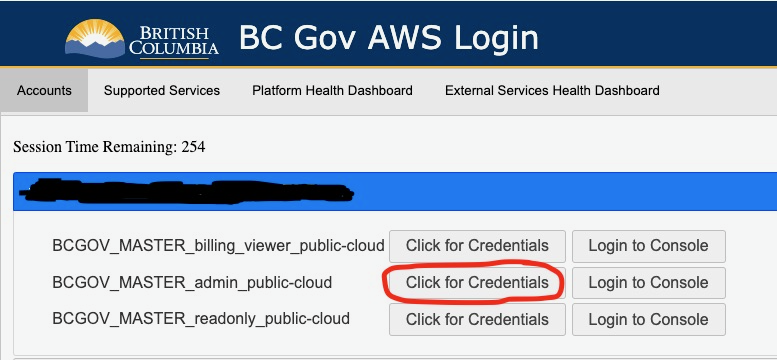 BRITISH
COLUMBIA
BC Gov AWS Login
Accounts Supported Services Platform Health Dashboard External Services Health Dashboard
Session Time Remaining: 254
BCGOV_MASTER_billing_viewer_public-cloud Click for Credentials Login to Console
BCGOV_MASTER_admin_public-cloud Click for Credentials Login to Console
BCGOV_MASTER_readonly_public-cloud Click for Credentials Login to Console